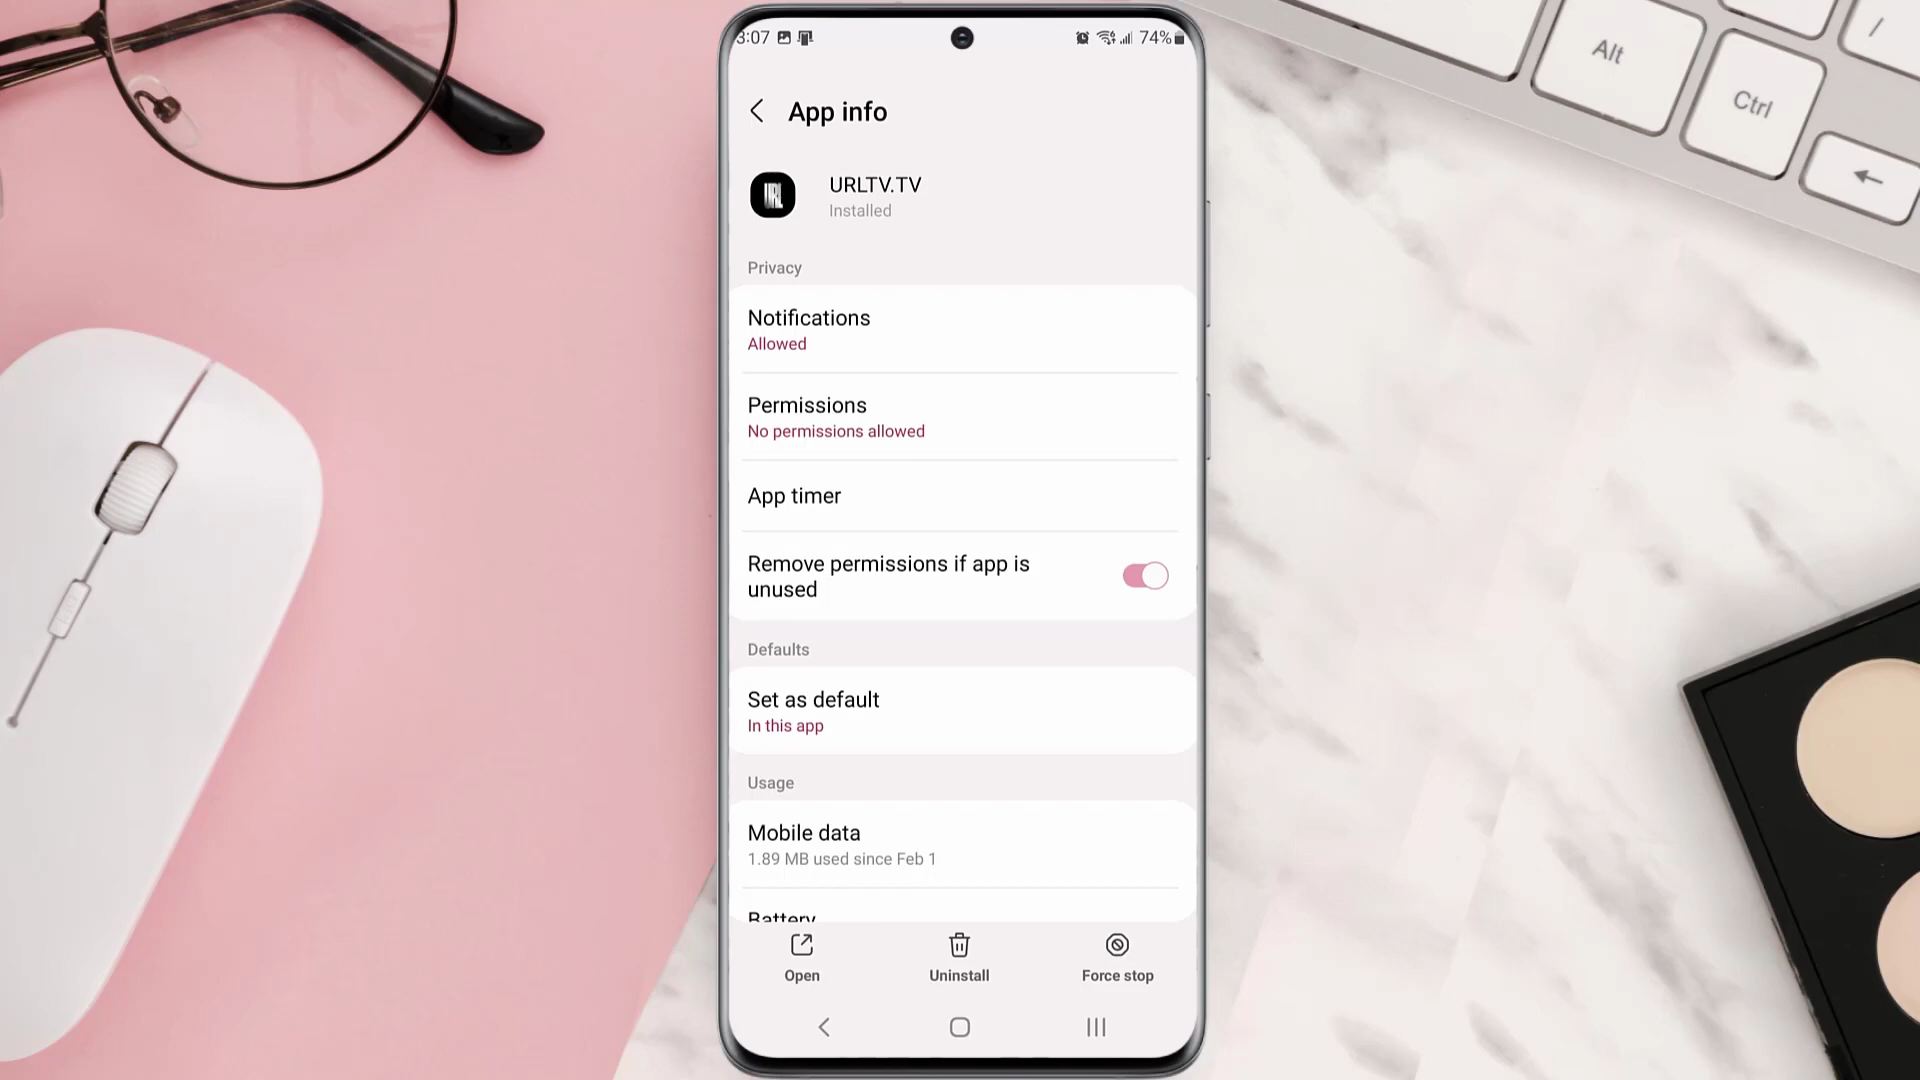 3:07 74%
App info
URL
URLTV.TV
Installed
Privacy
Notifications
Allowed
Permissions
No permissions allowed
App timer
Remove permissions if app is
unused
Defaults
Set as default
In this app
Usage
Mobile data
1.89 MB used since Feb 1
Battery
Open Uninstall Force stop
Alt
Ctrl
/